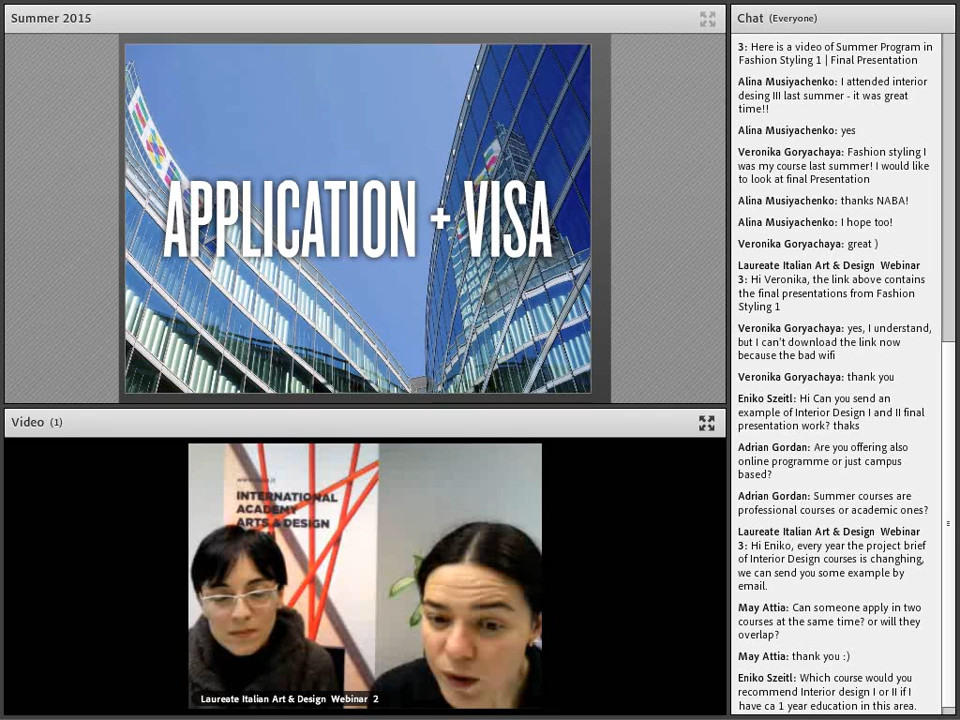 Summer 2015
APPLICATION + VISA
Video (1)
INTERNATIONAL
ACADEMY
ARTS & DESIGN
Laureate Italian Art & Design Webinar 2
Chat (Everyone)
3: Here is a video of Summer Program in
Fashion Styling 1 | Final Presentation
Alina Musiyachenko: I attended interior
desing III last summer - it was great
time!!
Alina Musiyachenko: yes
Veronika Goryachaya: Fashion styling I
was my course last summer! I would like
to look at final Presentation
Alina Musiyachenko: thanks NABA!
Alina Musiyachenko: I hope too!
Veronika Goryachaya: great )
Laureate Italian Art & Design Webinar
3: Hi Veronika, the link above contains
the final presentations from Fashion
Styling 1
Veronika Goryachaya: yes, I understand,
but I can't download the link now
because the bad wifi
Veronika Goryachaya: thank you
Eniko Szeitl: Hi Can you send an
example of Interior Design I and II final
presentation work? thaks
Adrian Gordan: Are you offering also
online programme or just campus
based?
Adrian Gordan: Summer courses are
professional courses or academic ones?
Laureate Italian Art & Design Webinar
3: Hi Eniko, every year the project brief
of Interior Design courses is changhing,
we can send you some example by
email.
May Attia: Can someone apply in two
courses at the same time? or will they
overlap?
May Attia: thank you :)
Eniko Szeitl: Which course would you
recommend Interior design I or II if I
have ca 1 year education in this area.